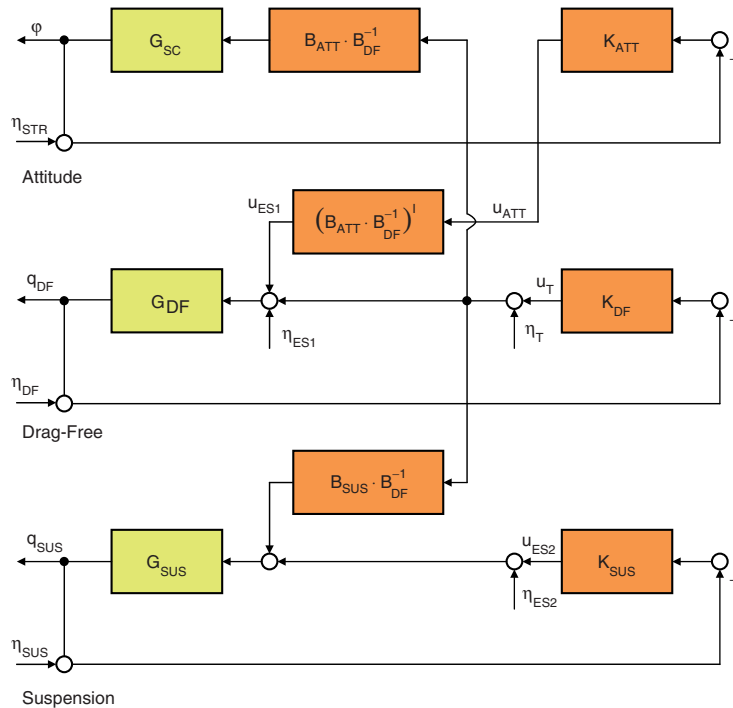 φ
G_SC
B_ATT · B_DF^-1
K_ATT
-
η_STR
Attitude
u_ES1
(B_ATT · B_DF^-1)^I
u_ATT
q_DF
G_DF
u_T
K_DF
-
η_ES1
η_T
η_DF
Drag-Free
B_SUS · B_DF^-1
q_SUS
G_SUS
u_ES2
K_SUS
-
η_ES2
η_SUS
Suspension